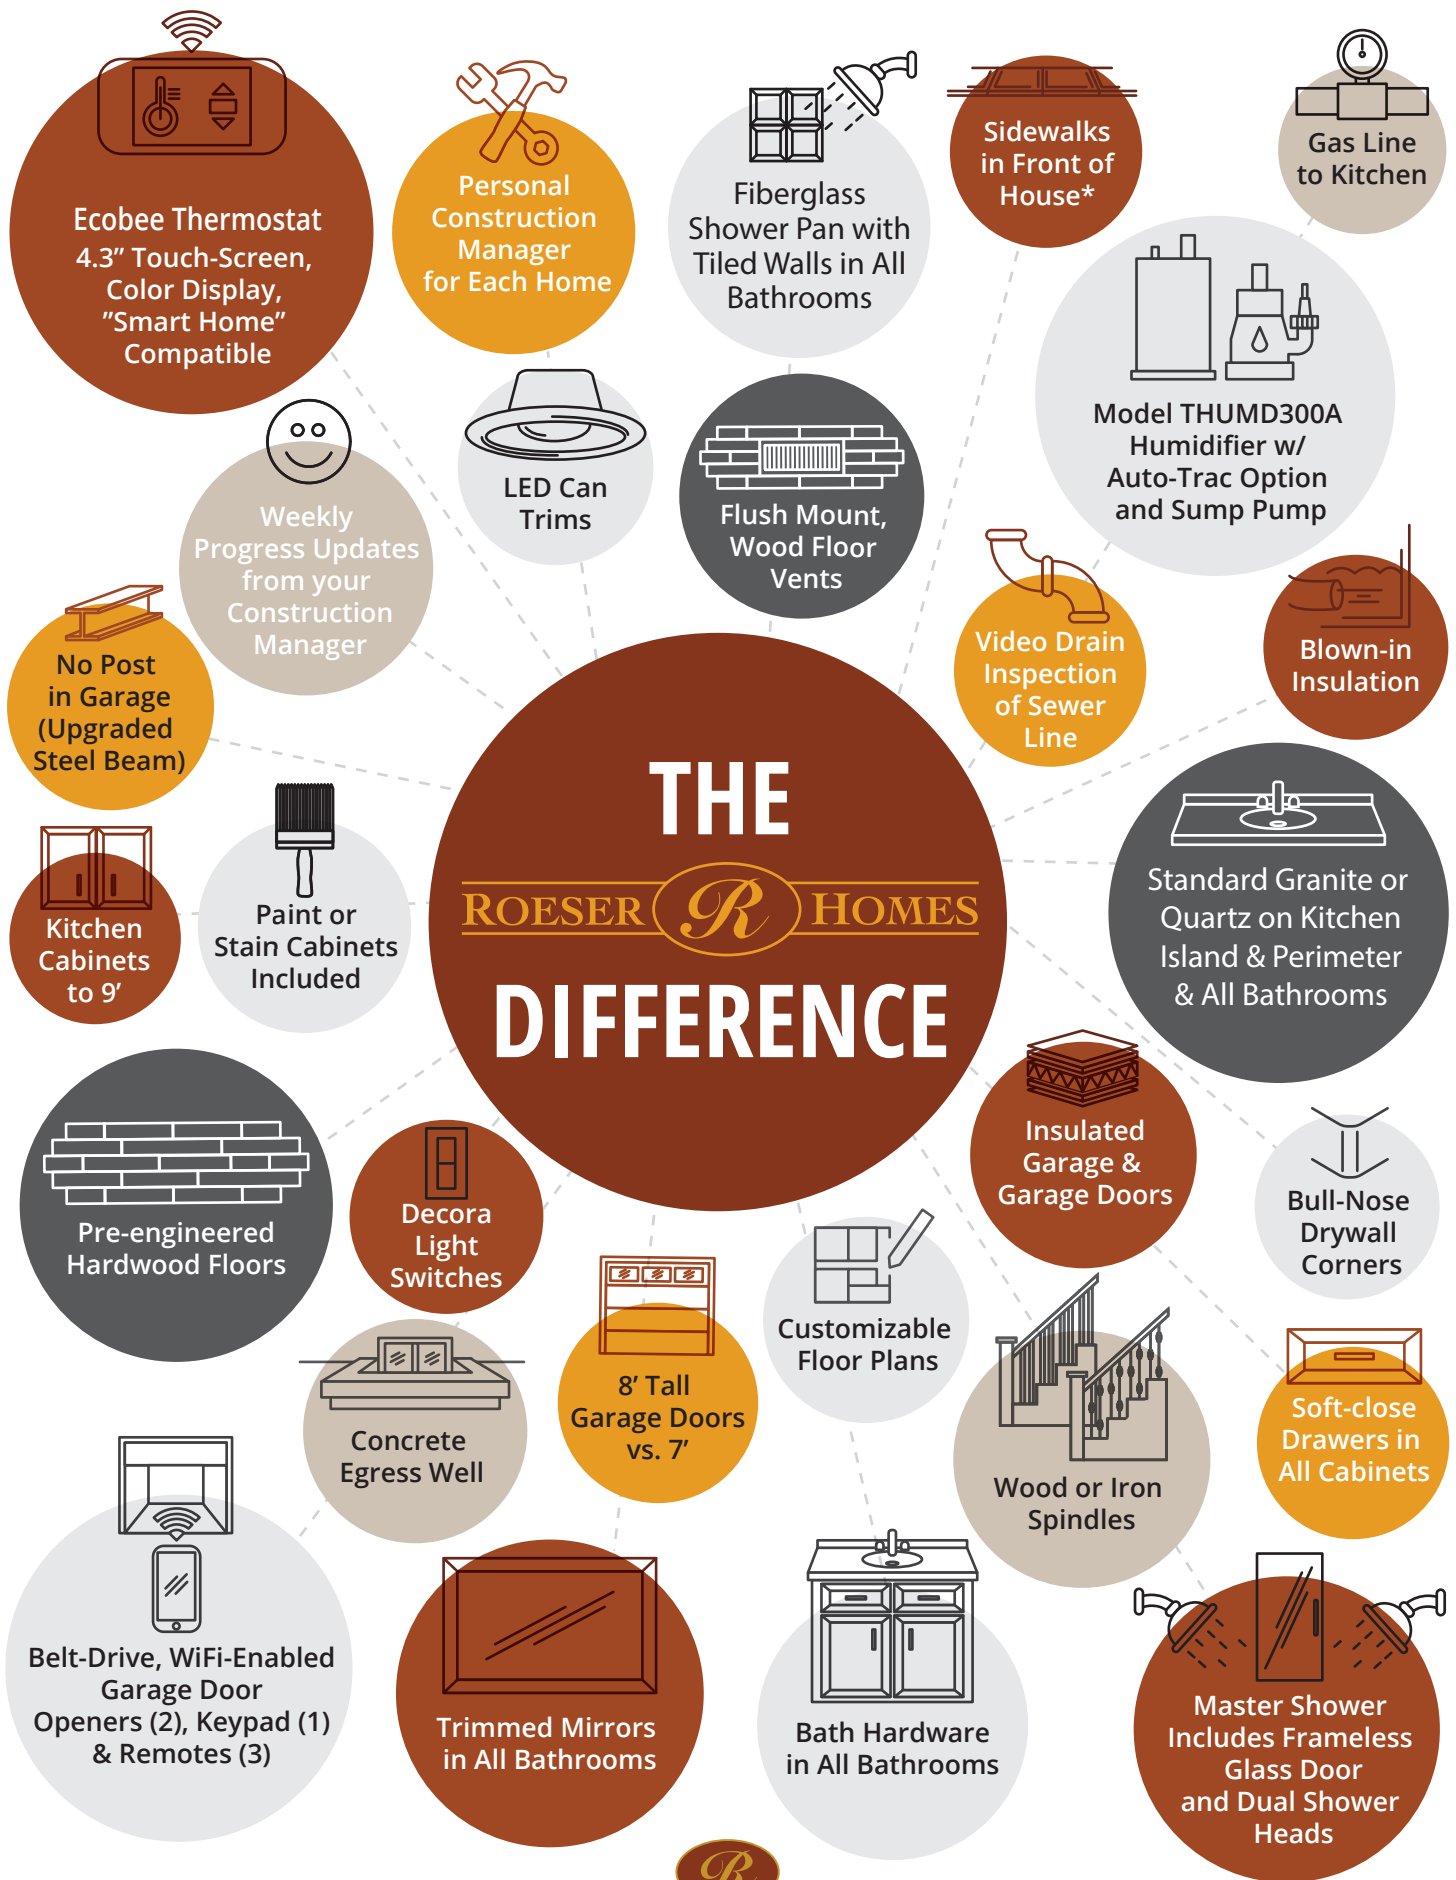 Ecobee Thermostat
4.3” Touch-Screen,
Color Display,
”Smart Home”
Compatible
Personal
Construction
Manager
for Each Home
Fiberglass
Shower Pan with
Tiled Walls in All
Bathrooms
Sidewalks
in Front of
House*
Gas Line
to Kitchen
Model THUMD300A
Humidifier w/
Auto-Trac Option
and Sump Pump
Weekly
Progress Updates
from your
Construction
Manager
LED Can
Trims
Flush Mount,
Wood Floor
Vents
Video Drain
Inspection
of Sewer
Line
Blown-in
Insulation
No Post
in Garage
(Upgraded
Steel Beam)
THE
ROESER R HOMES
DIFFERENCE
Kitchen
Cabinets
to 9’
Paint or
Stain Cabinets
Included
Standard Granite or
Quartz on Kitchen
Island & Perimeter
& All Bathrooms
Pre-engineered
Hardwood Floors
Decora
Light
Switches
Insulated
Garage &
Garage Doors
Bull-Nose
Drywall
Corners
Concrete
Egress Well
8’ Tall
Garage Doors
vs. 7’
Customizable
Floor Plans
Wood or Iron
Spindles
Soft-close
Drawers in
All Cabinets
Belt-Drive, WiFi-Enabled
Garage Door
Openers (2), Keypad (1)
& Remotes (3)
Trimmed Mirrors
in All Bathrooms
Bath Hardware
in All Bathrooms
Master Shower
Includes Frameless
Glass Door
and Dual Shower
Heads
R